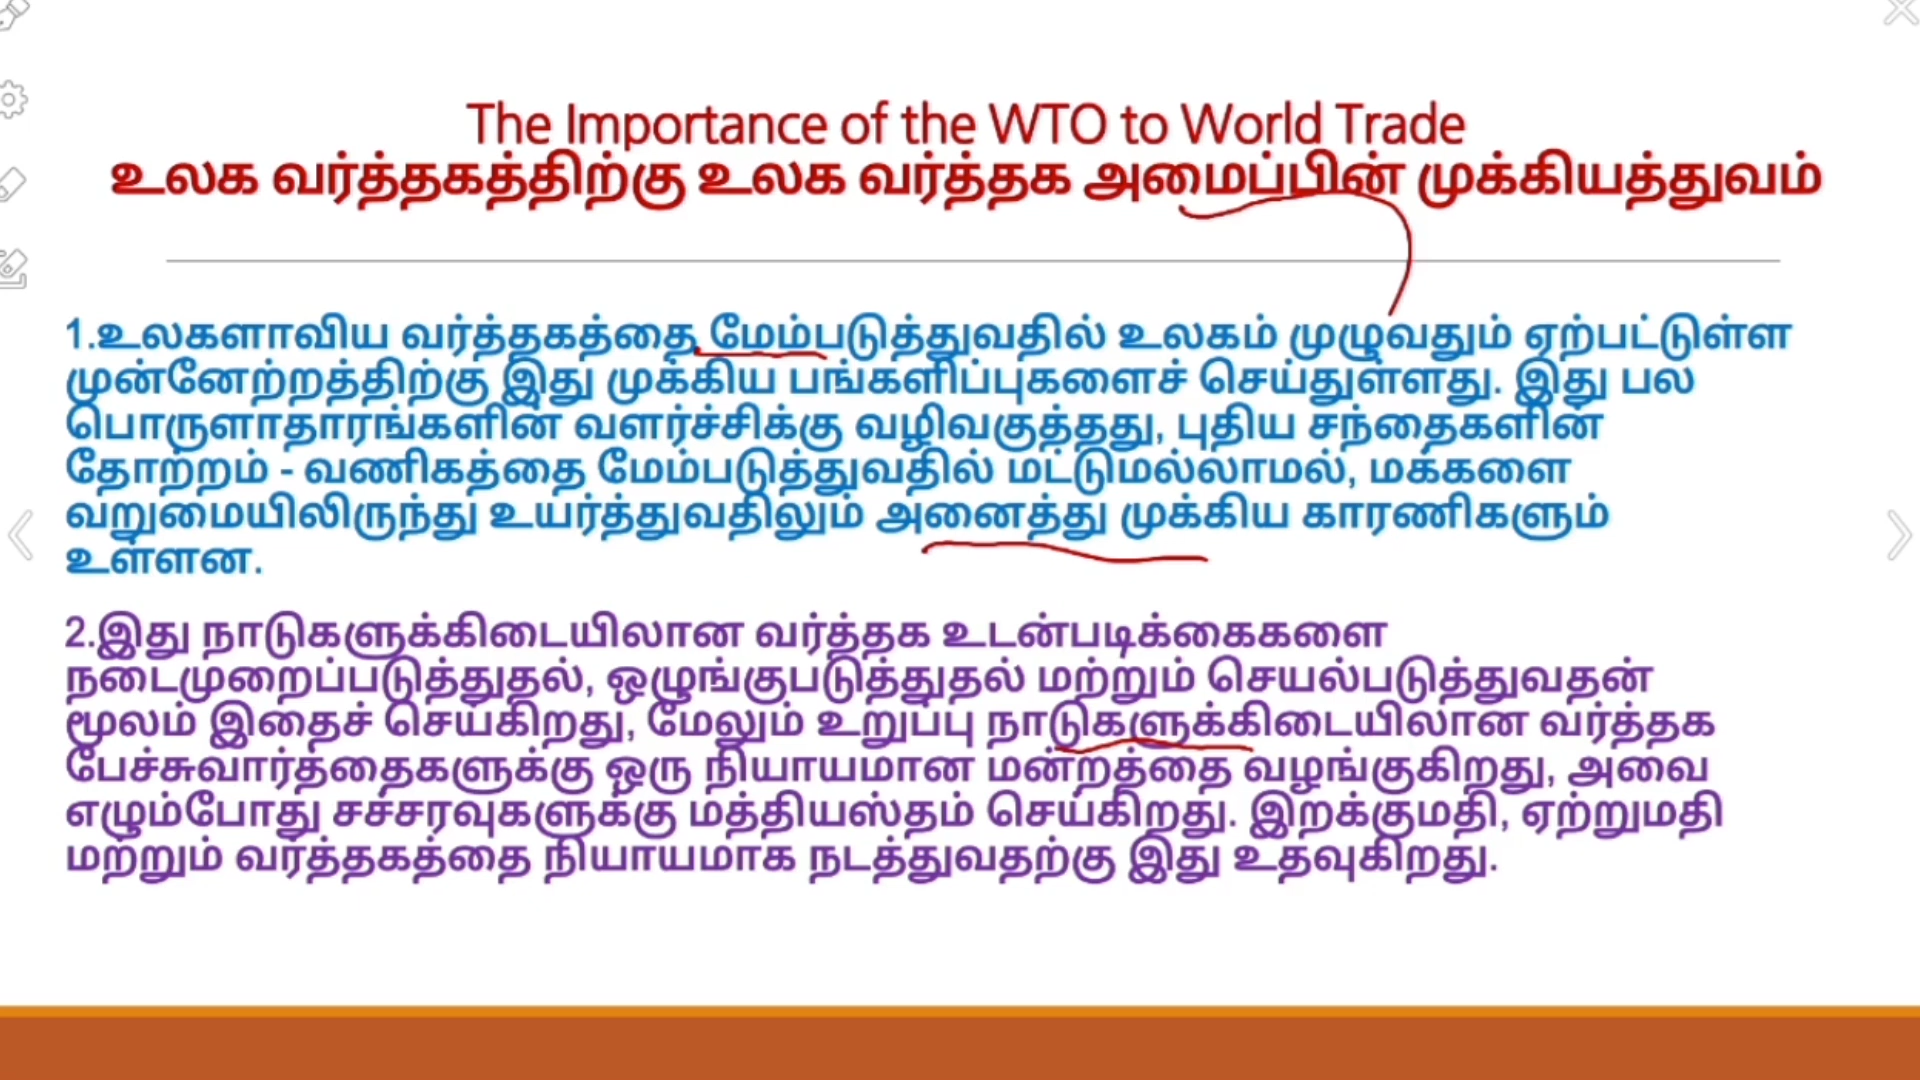 The Importance of the WTO to World Trade
உலக வர்த்தகத்திற்கு உலக வர்த்தக அமைப்பின் முக்கியத்துவம்
1.உலகளாவிய வர்த்தகத்தை மேம்படுத்துவதில் உலகம் முழுவதும் ஏற்பட்டுள்ள
முன்னேற்றத்திற்கு இது முக்கிய பங்களிப்புகளைச் செய்துள்ளது. இது பல
பொருளாதாரங்களின் வளர்ச்சிக்கு வழிவகுத்தது, புதிய சந்தைகளின்
தோற்றம் - வணிகத்தை மேம்படுத்துவதில் மட்டுமல்லாமல், மக்களை
வறுமையிலிருந்து உயர்த்துவதிலும் அனைத்து முக்கிய காரணிகளும்
உள்ளன.
2.இது நாடுகளுக்கிடையிலான வர்த்தக உடன்படிக்கைகளை
நடைமுறைப்படுத்துதல், ஒழுங்குபடுத்துதல் மற்றும் செயல்படுத்துவதன்
மூலம் இதைச் செய்கிறது, மேலும் உறுப்பு நாடுகளுக்கிடையிலான வர்த்தக
பேச்சுவார்த்தைகளுக்கு ஒரு நியாயமான மன்றத்தை வழங்குகிறது, அவை
எழும்போது சச்சரவுகளுக்கு மத்தியஸ்தம் செய்கிறது. இறக்குமதி, ஏற்றுமதி
மற்றும் வர்த்தகத்தை நியாயமாக நடத்துவதற்கு இது உதவுகிறது.